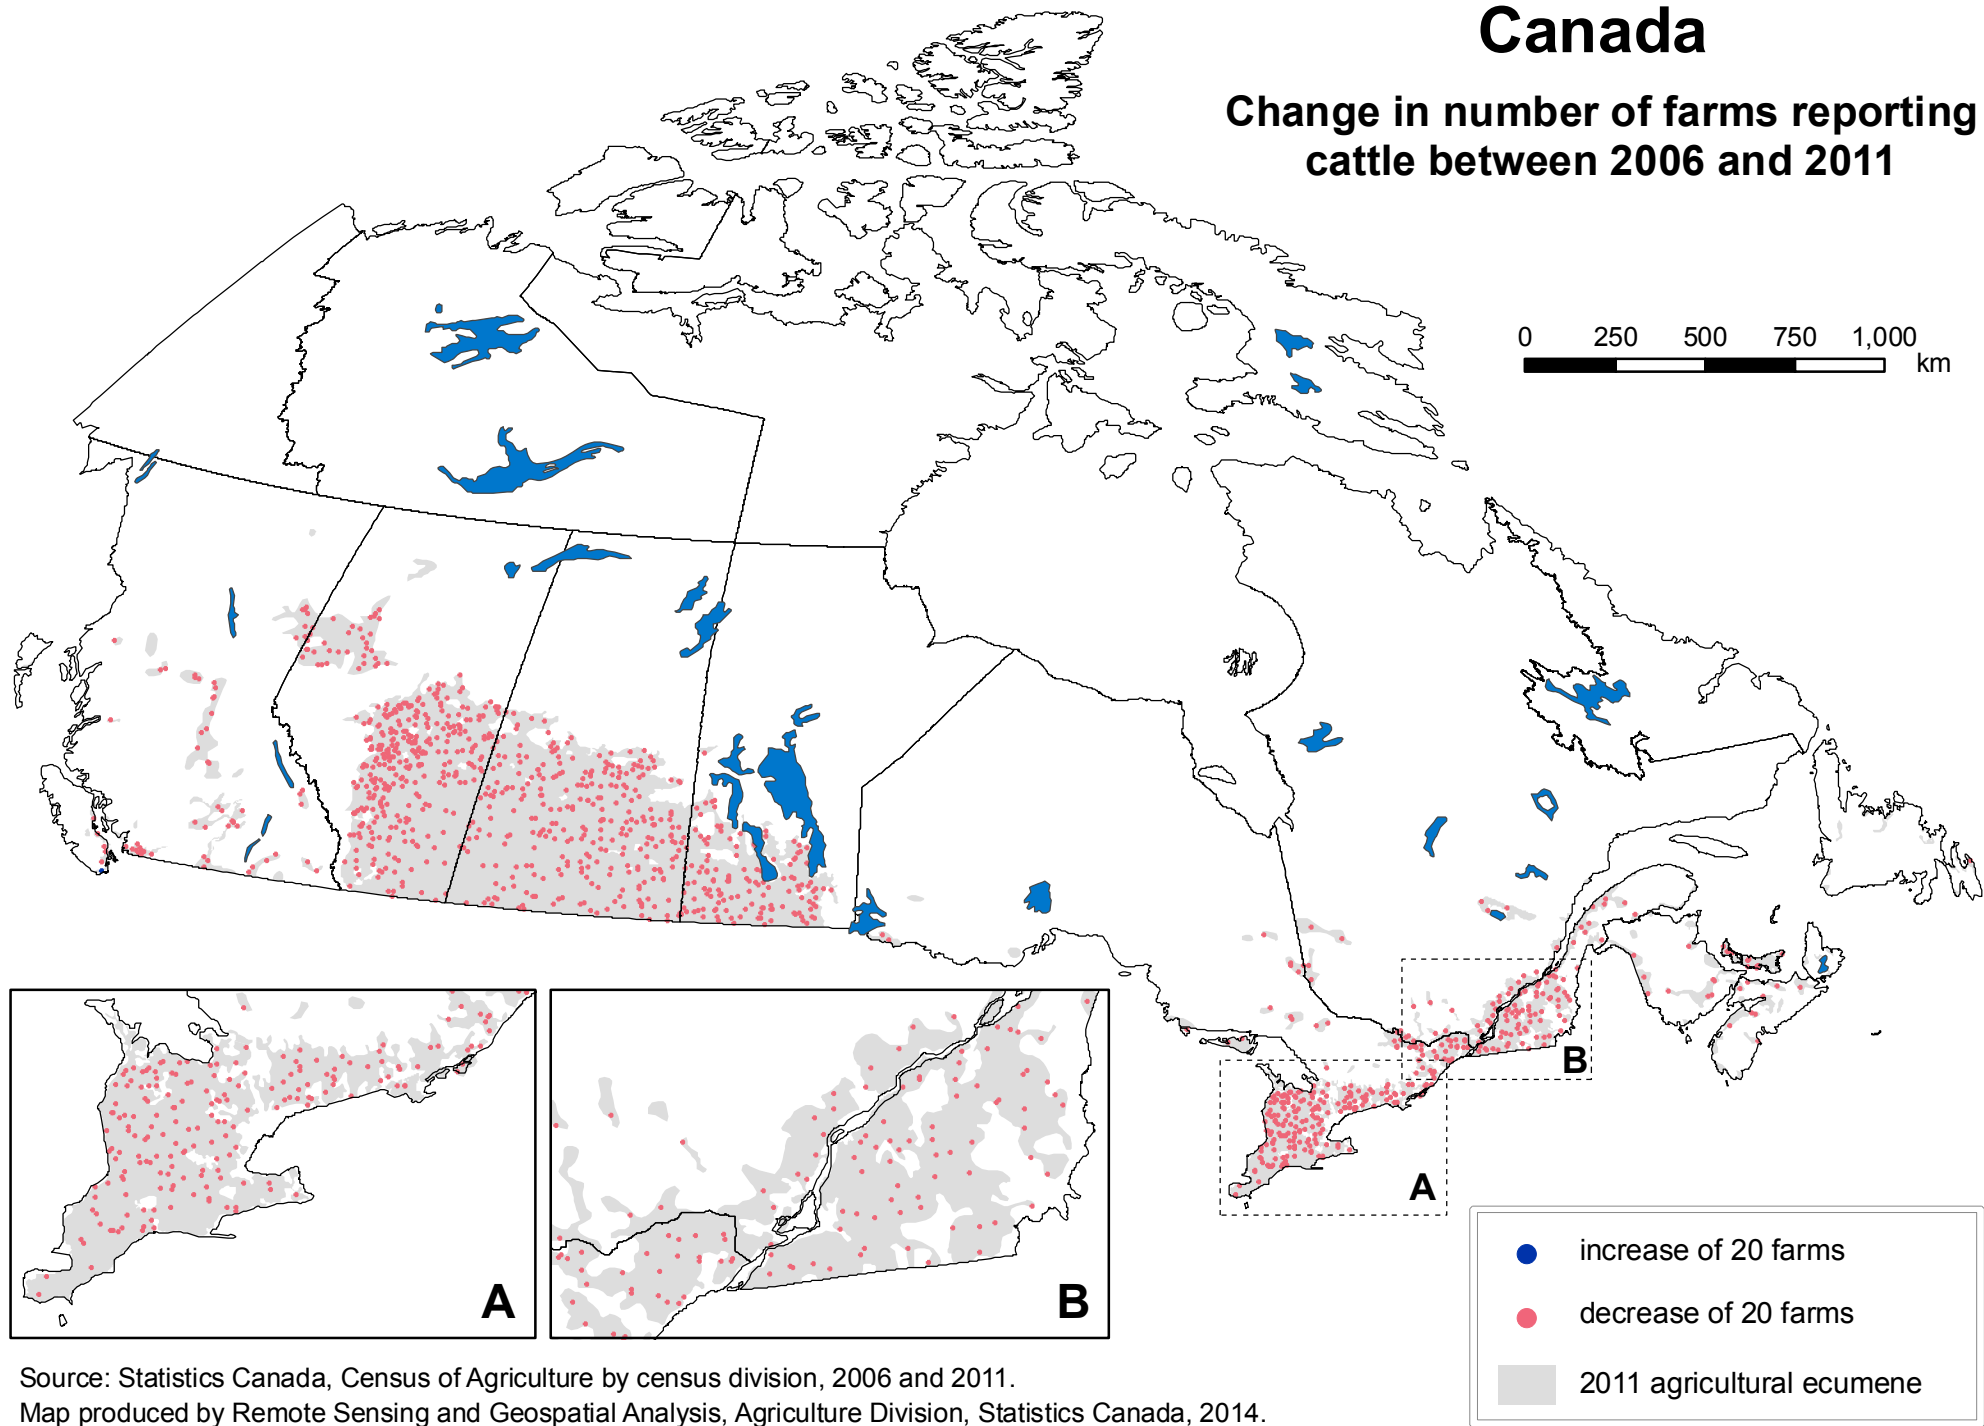 Canada
Change in number of farms reporting
cattle between 2006 and 2011
0 250 500 750 1,000
km
B
A
A
B
increase of 20 farms
decrease of 20 farms
2011 agricultural ecumene
Source: Statistics Canada, Census of Agriculture by census division, 2006 and 2011.
Map produced by Remote Sensing and Geospatial Analysis, Agriculture Division, Statistics Canada, 2014.